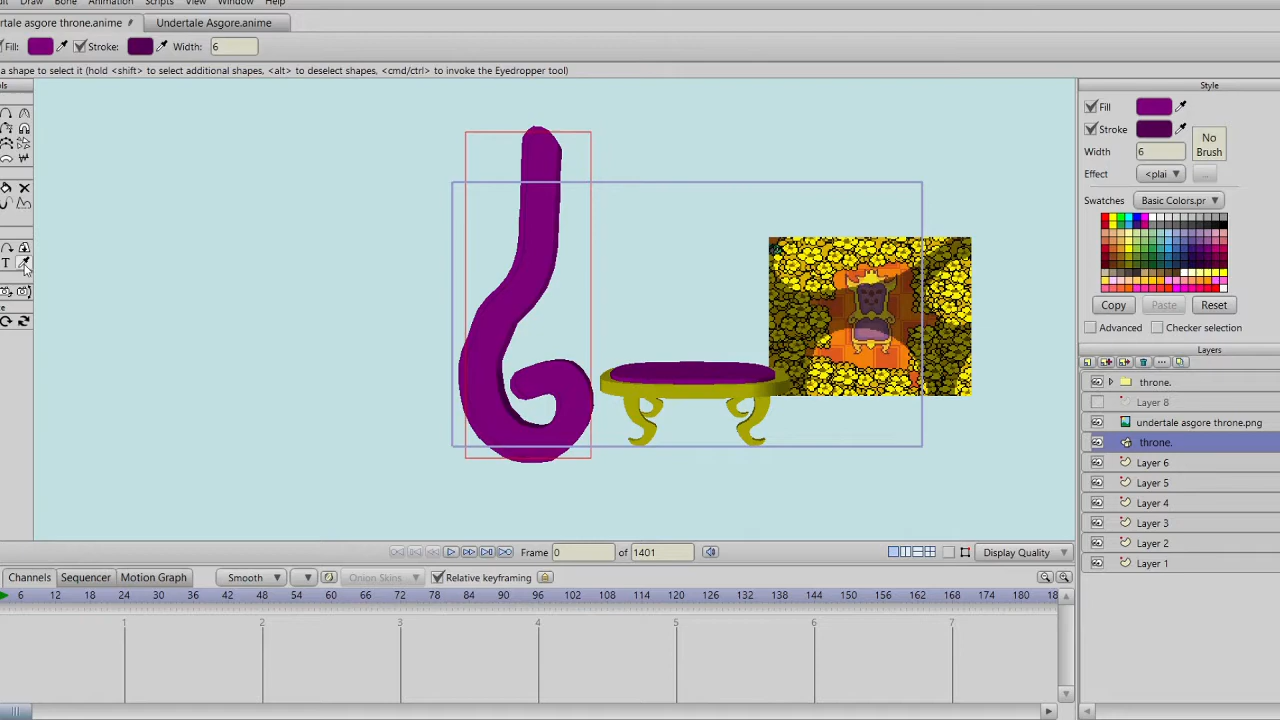 dit Draw Bone Animation Scripts View Window Help
rtale asgore throne.anime Undertale Asgore.anime
Fill: Stroke: Width: 6
a shape to select it (hold <shift> to select additional shapes, <alt> to deselect shapes, <cmd/ctrl> to invoke the Eyedropper tool)
ols
T
Style
Fill
Stroke
No Brush
Width 6
Effect <plai ...
Swatches Basic Colors.pr
Copy Paste Reset
Advanced Checker selection
Layers
throne.
Layer 8
undertale asgore throne.png
throne.
Layer 6
Layer 5
Layer 4
Layer 3
Layer 2
Layer 1
Frame 0 of 1401 Display Quality
Channels Sequencer Motion Graph Smooth Onion Skins Relative keyframing
6 12 18 24 30 36 42 48 54 60 66 72 78 84 90 96 102 108 114 120 126 132 138 144 150 156 162 168 174 180 18
1 2 3 4 5 6 7